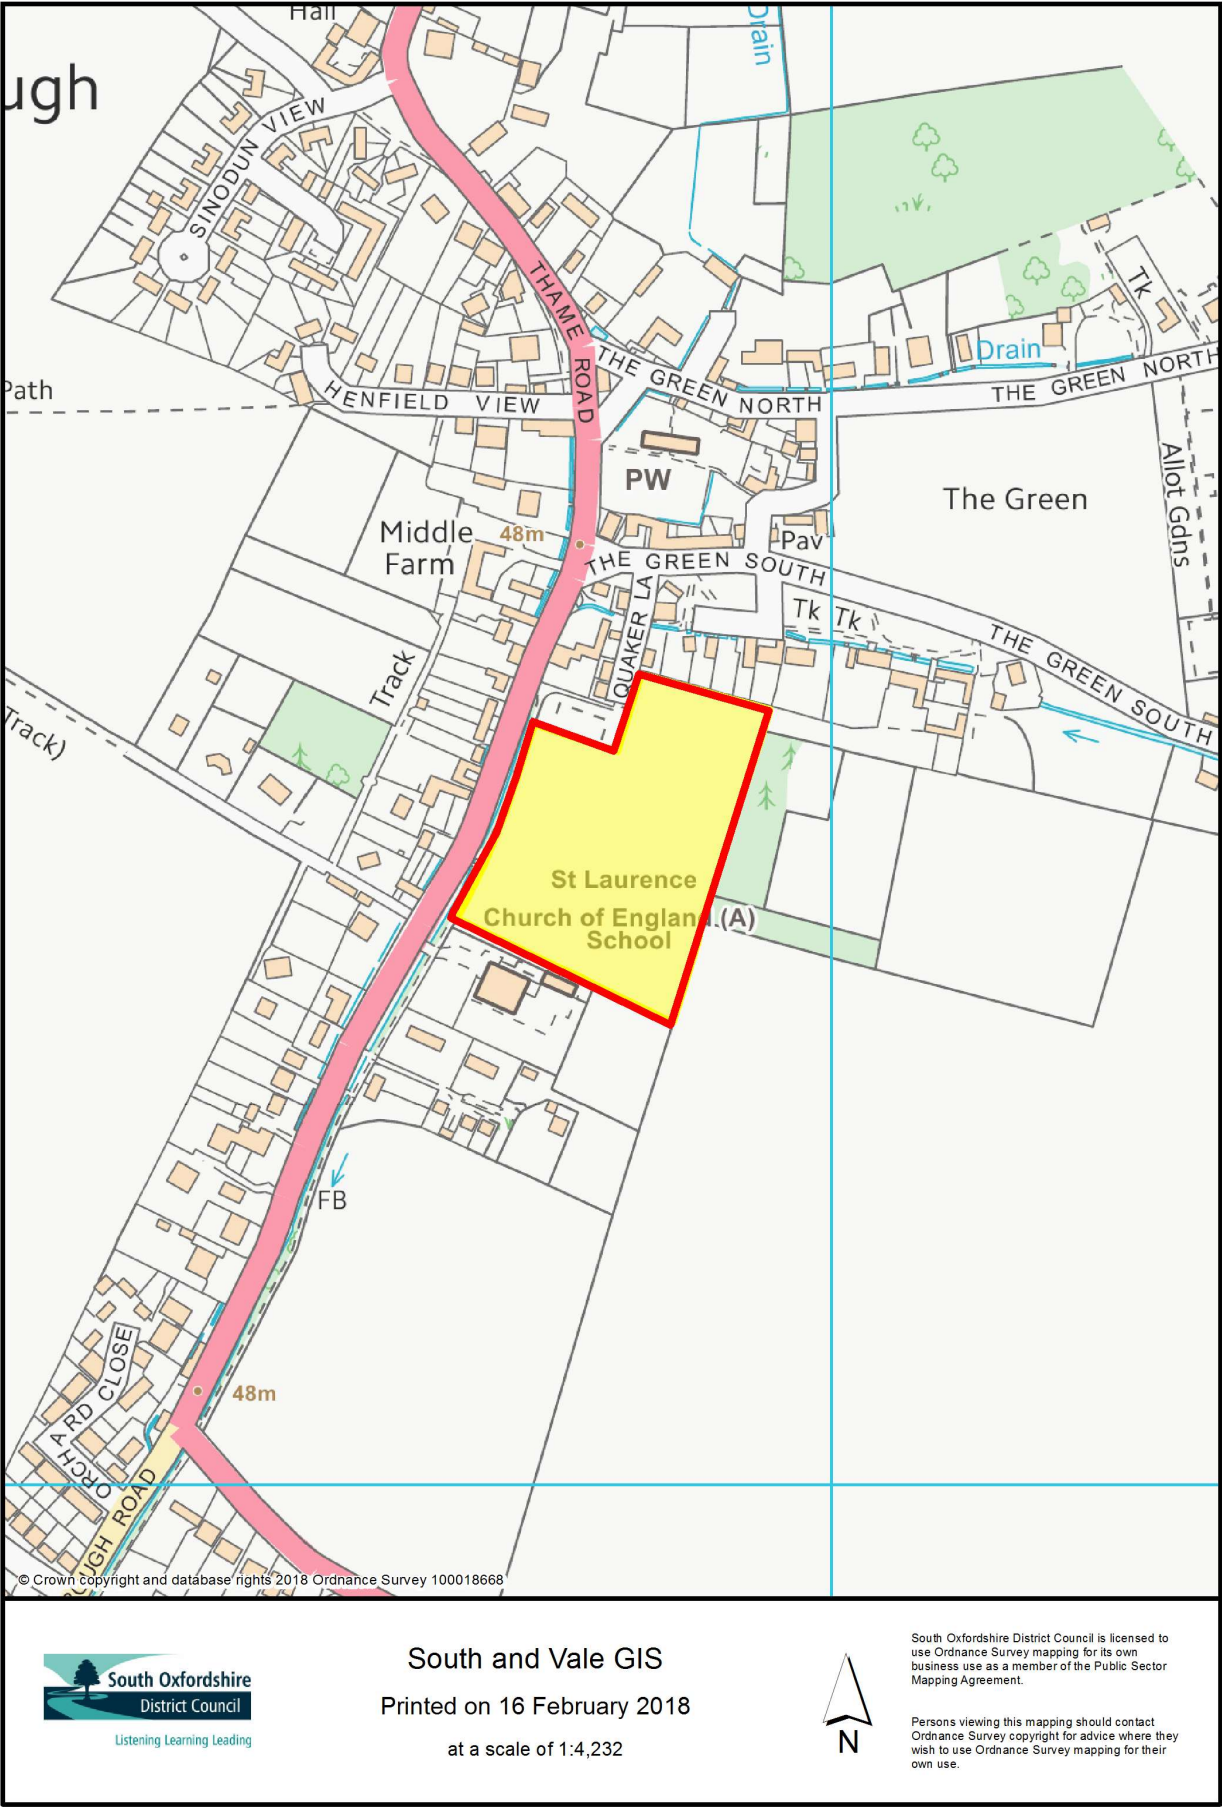 Hall
ugh
Drain
SINODUN VIEW
THAME ROAD
Tk
Drain
THE GREEN NORTH
THE GREEN NORTH
Path
HENFIELD VIEW
PW
The Green
Allot Gdns
Middle
Farm
48m
Pav
THE GREEN SOUTH
Tk Tk
QUAKER LA
THE GREEN SOUTH
Track
Track)
St Laurence
Church of England (A)
School
FB
ORCHARD CLOSE
48m
OUGH ROAD
© Crown copyright and database rights 2018 Ordnance Survey 100018668
South Oxfordshire
District Council
Listening Learning Leading
South and Vale GIS
Printed on 16 February 2018
at a scale of 1:4,232
N
South Oxfordshire District Council is licensed to
use Ordnance Survey mapping for its own
business use as a member of the Public Sector
Mapping Agreement.
Persons viewing this mapping should contact
Ordnance Survey copyright for advice where they
wish to use Ordnance Survey mapping for their
own use.